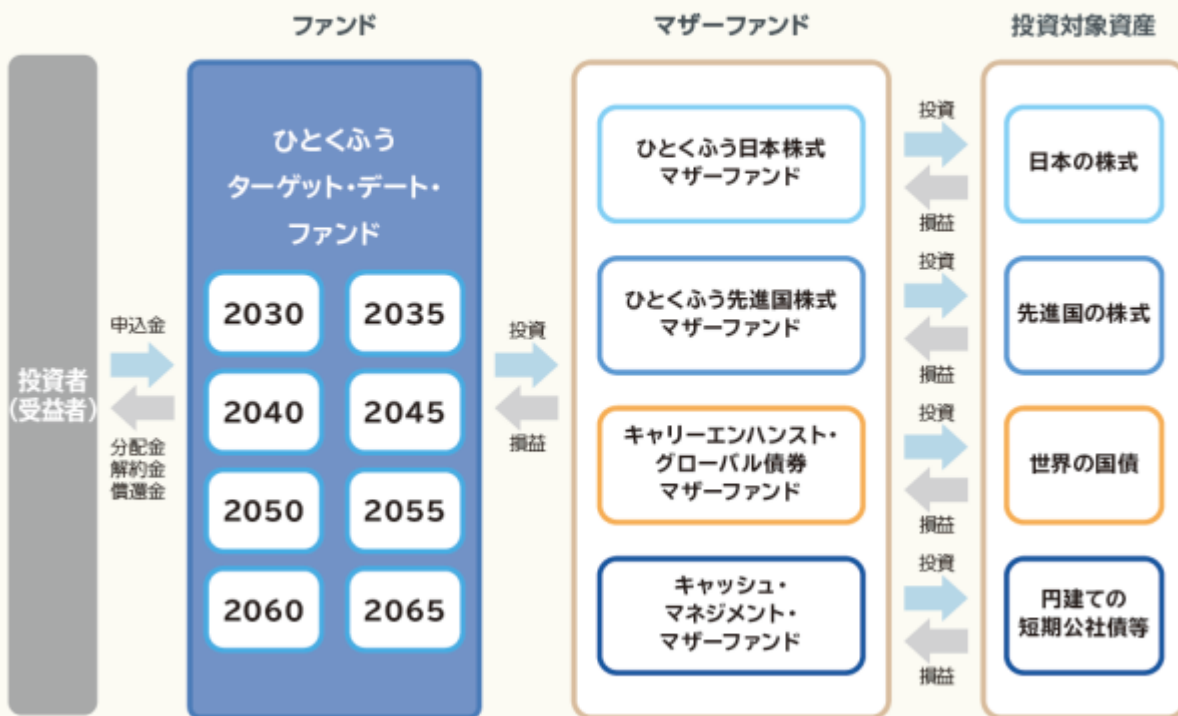 ファンド
マザーファンド
投資対象資産
投資者
(受益者)
申込金
分配金
解約金
償還金
ひとくふう
ターゲット・デート・
ファンド
2030
2035
2040
2045
2050
2055
2060
2065
投資
損益
ひとくふう日本株式
マザーファンド
投資
損益
日本の株式
ひとくふう先進国株式
マザーファンド
投資
損益
先進国の株式
キャリーエンハンスト・
グローバル債券
マザーファンド
投資
損益
世界の国債
キャッシュ・
マネジメント・
マザーファンド
投資
損益
円建ての
短期公社債等